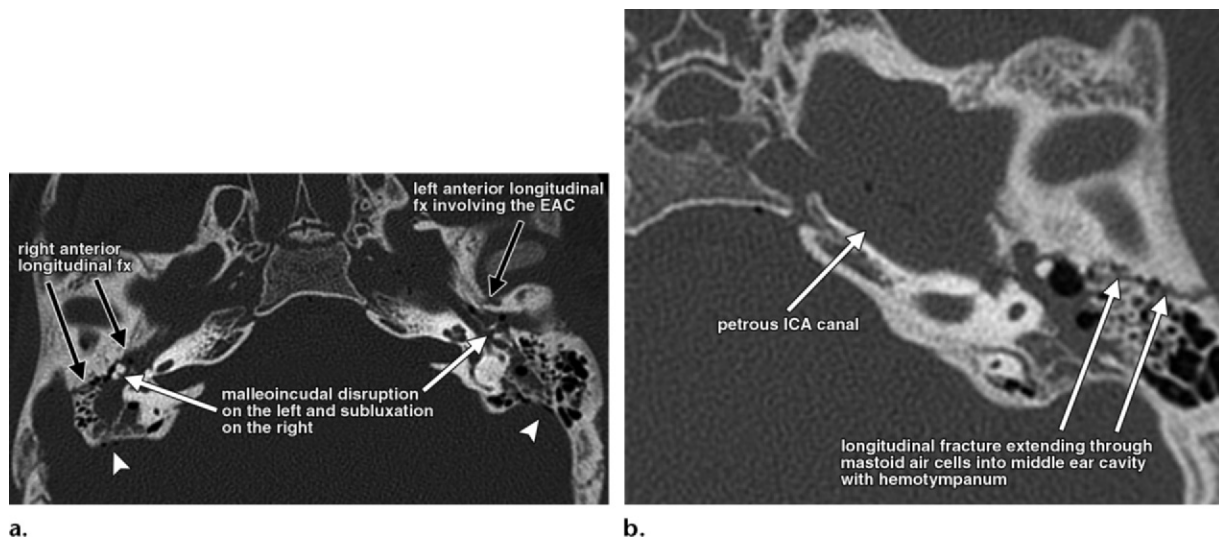 left anterior longitudinal
fx involving the EAC
right anterior
longitudinal fx
malleoincudal disruption
on the left and subluxation
on the right
a.
petrous ICA canal
longitudinal fracture extending through
mastoid air cells into middle ear cavity
with hemotympanum
b.